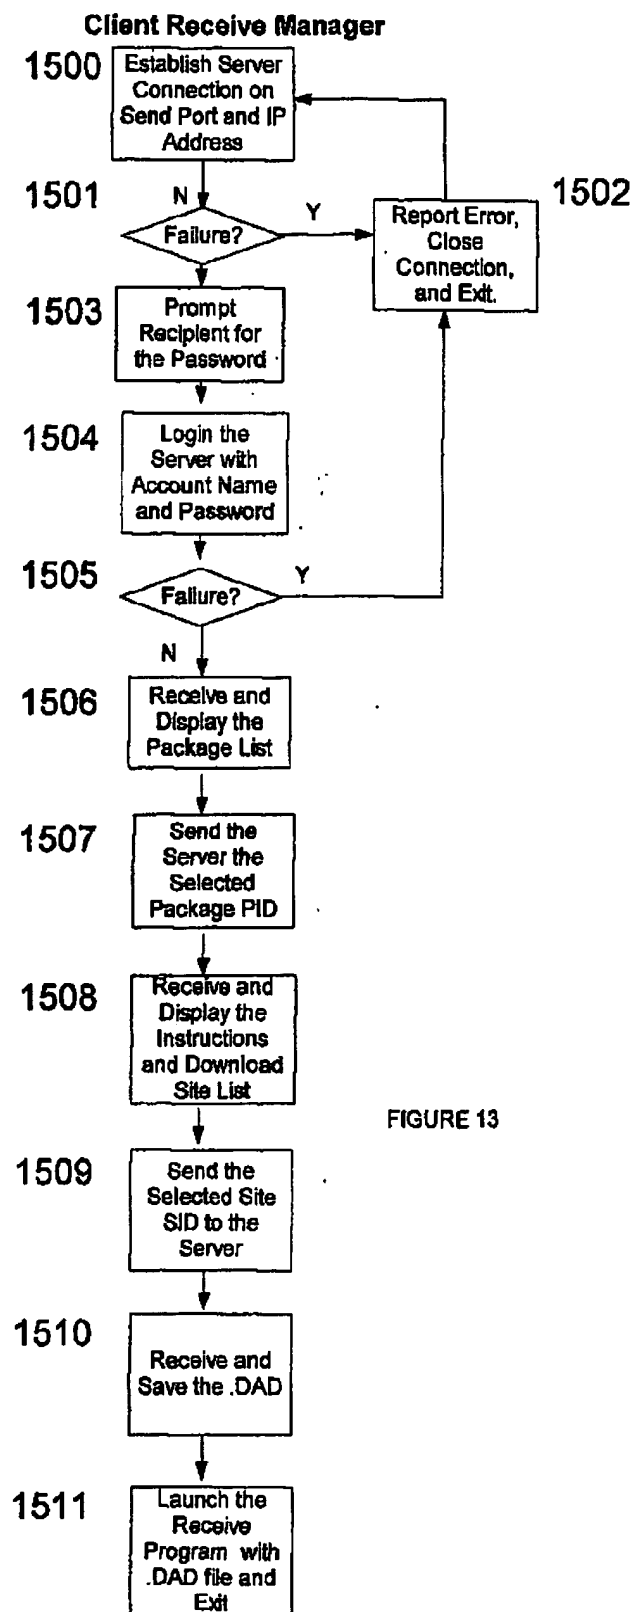 Client Receive Manager
1500
Establish Server
Connection on
Send Port and IP
Address
1501
N
Y
1502
Failure?
Report Error,
Close
Connection,
and Exit.
1503
Prompt
Recipient for
the Password
1504
Login the
Server with
Account Name
and Password
1505
Y
Failure?
N
1506
Receive and
Display the
Package List
1507
Send the
Server the
Selected
Package PID
1508
Receive and
Display the
Instructions
and Download
Site List
FIGURE 13
1509
Send the
Selected Site
SID to the
Server
1510
Receive and
Save the .DAD
1511
Launch the
Receive
Program with
.DAD file and
Exit